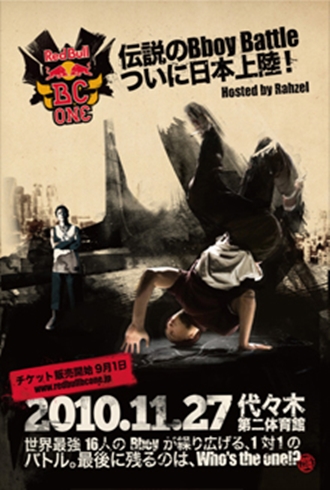 Red Bull
BC
ONE
伝説のBboy Battle
ついに日本上陸！
Hosted by Rahzel
チケット販売開始 9月1日
www.redbullbcone.jp
2010.11.27 代々木
第二体育館
世界最強 16人の Bboy が繰り広げる、1 対 1 の
バトル。最後に残るのは、Who's the one!?